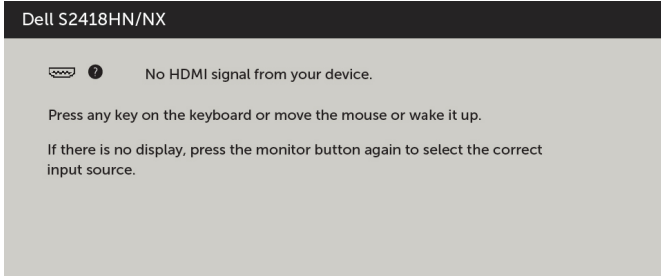 Dell S2418HN/NX
? No HDMI signal from your device.
Press any key on the keyboard or move the mouse or wake it up.
If there is no display, press the monitor button again to select the correct
input source.